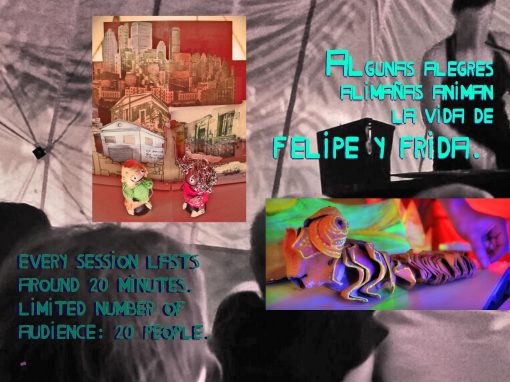 Algunas alegres
alimañas animan
la vida de
Felipe y Frida.
Every session lasts
around 20 minutes.
Limited number of
audience: 20 people.